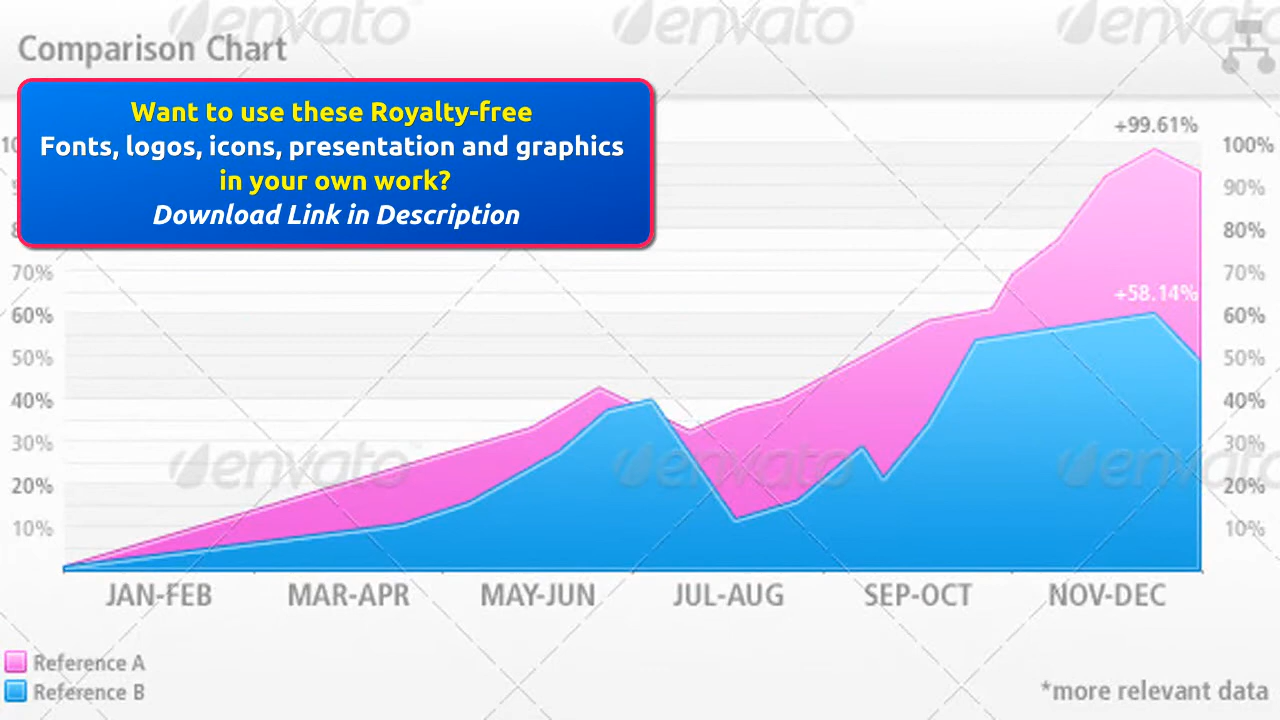 envato envato envato
Comparison Chart
Want to use these Royalty-free
Fonts, logos, icons, presentation and graphics
in your own work?
Download Link in Description
+99.61%
100%
90%
80%
70% 70%
+58.14%
60% 60%
50% 50%
40% 40%
30% 30%
envato envato envato
20% 20%
10% 10%
JAN-FEB MAR-APR MAY-JUN JUL-AUG SEP-OCT NOV-DEC
Reference A
Reference B
*more relevant data